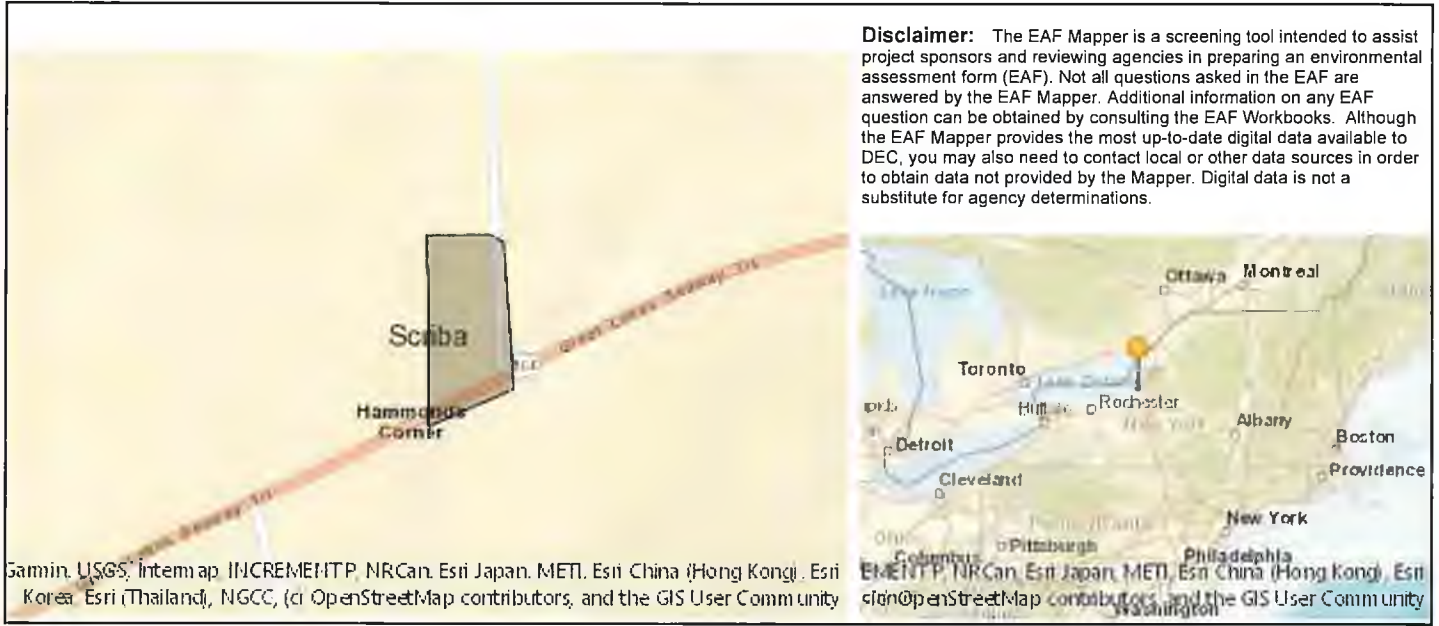 Disclaimer: The EAF Mapper is a screening tool intended to assist
project sponsors and reviewing agencies in preparing an environmental
assessment form (EAF). Not all questions asked in the EAF are
answered by the EAF Mapper. Additional information on any EAF
question can be obtained by consulting the EAF Workbooks. Although
the EAF Mapper provides the most up-to-date digital data available to
DEC, you may also need to contact local or other data sources in order
to obtain data not provided by the Mapper. Digital data is not a
substitute for agency determinations.
Great Lakes Seaway Trl
Scriba
Hammonds
Corner
Lakes Seaway Trl
Garmin, USGS, Intermap, INCREMENT P, NRCan, Esri Japan, METI, Esri China (Hong Kong), Esri
Korea, Esri (Thailand), NGCC, (c) OpenStreetMap contributors, and the GIS User Community
Ottawa
Montreal
Toronto
Rochester
Albany
Boston
Detroit
Providence
Cleveland
New York
Pittsburgh
Philadelphia
Columbus
EMENT P, NRCan, Esri Japan, METI, Esri China (Hong Kong), Esri
OpenStreetMap contributors, and the GIS User Community
Washington